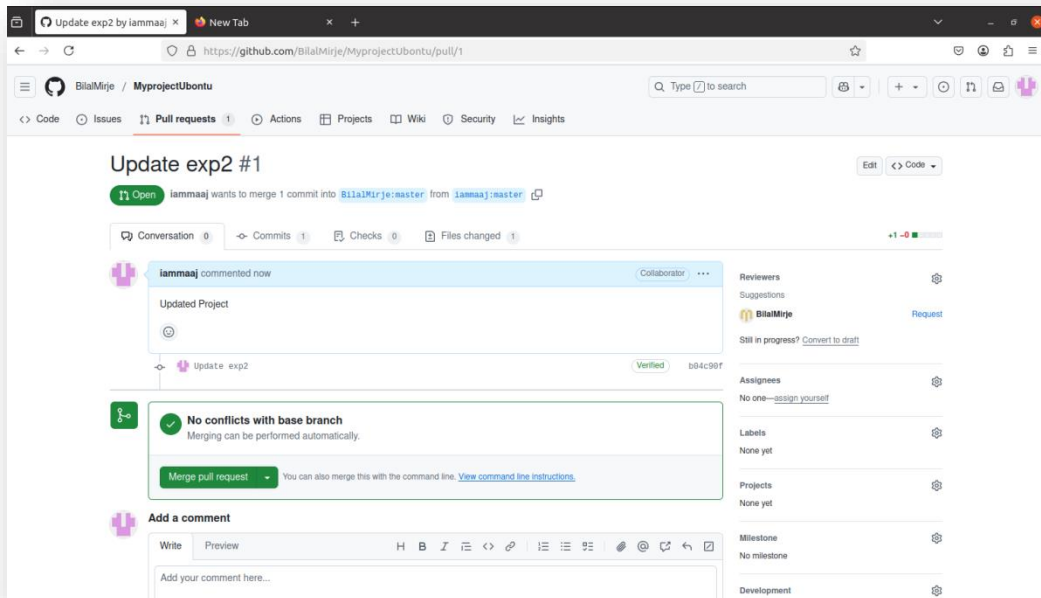 Update exp2 by iammaaj
New Tab
https://github.com/BilalMirje/MyprojectUbontu/pull/1
BilalMirje / MyprojectUbontu
Type / to search
Code Issues Pull requests 1 Actions Projects Wiki Security Insights
Update exp2 #1
Edit <> Code
Open iammaaj wants to merge 1 commit into BilalMirje:master from iammaaj:master
Conversation 0 Commits 1 Checks 0 Files changed 1
+1 −0
iammaaj commented now
Collaborator
Updated Project
Update exp2
Verified b04c90f
No conflicts with base branch
Merging can be performed automatically.
Merge pull request
You can also merge this with the command line. View command line instructions.
Add a comment
Write Preview
H B I
Add your comment here...
Reviewers
Suggestions
BilalMirje Request
Still in progress? Convert to draft
Assignees
No one—assign yourself
Labels
None yet
Projects
None yet
Milestone
No milestone
Development